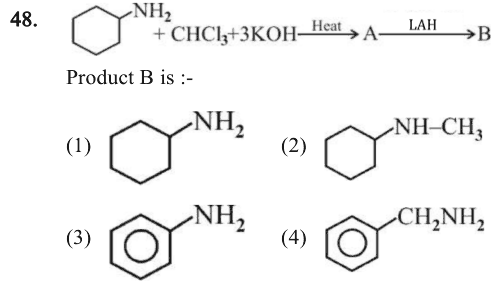 48.
NH₂
+ CHCl₃+3KOH Heat A LAH B
Product B is :-
(1) NH₂ (2) NH–CH₃
(3) NH₂ (4) CH₂NH₂